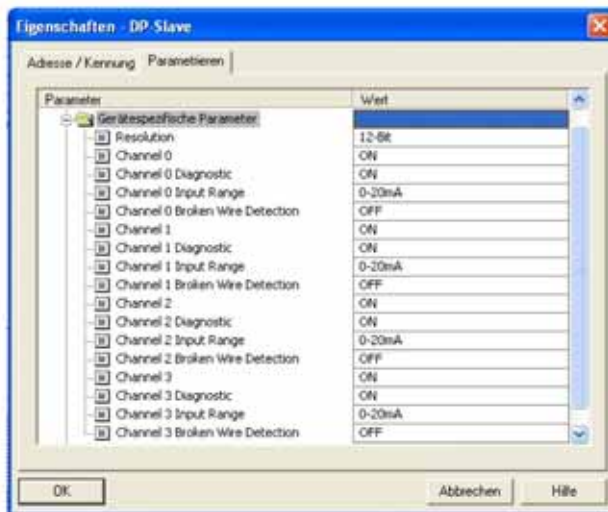 Eigenschaften - DP-Slave
Adresse / Kennung Parametrieren
Parameter Wert
Gerätespezifische Parameter
Resolution 12-Bit
Channel 0 ON
Channel 0 Diagnostic ON
Channel 0 Input Range 0-20mA
Channel 0 Broken Wire Detection OFF
Channel 1 ON
Channel 1 Diagnostic ON
Channel 1 Input Range 0-20mA
Channel 1 Broken Wire Detection OFF
Channel 2 ON
Channel 2 Diagnostic ON
Channel 2 Input Range 0-20mA
Channel 2 Broken Wire Detection OFF
Channel 3 ON
Channel 3 Diagnostic ON
Channel 3 Input Range 0-20mA
Channel 3 Broken Wire Detection OFF
OK Abbrechen Hilfe